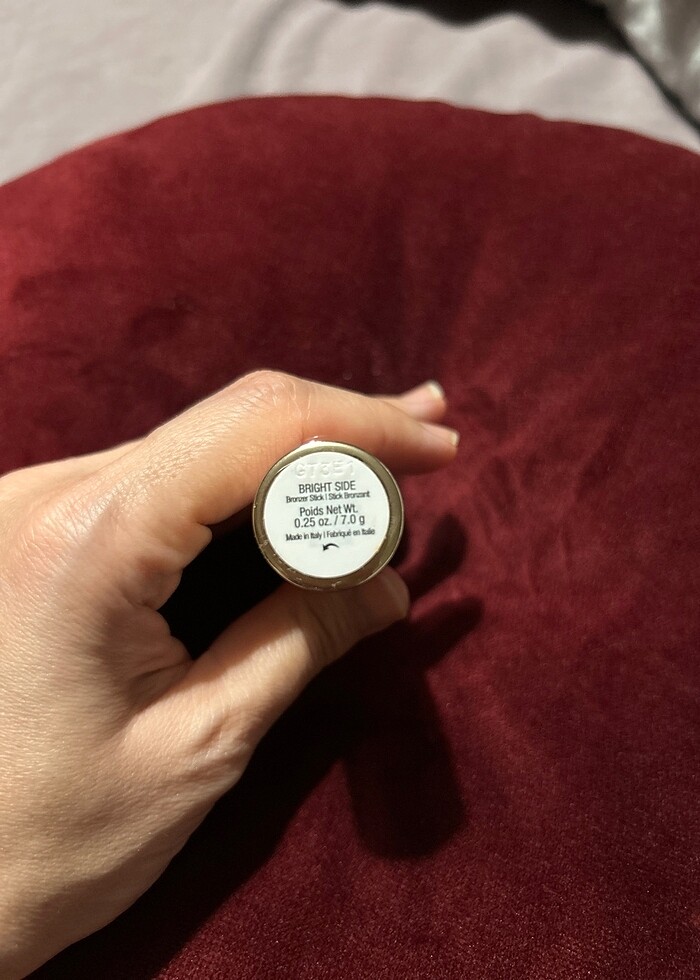 BRIGHT SIDE
Bronzer Stick | Stick Bronzant
Poids Net Wt.
0.25 oz. / 7.0 g
Made in Italy | Fabriqué en Italie